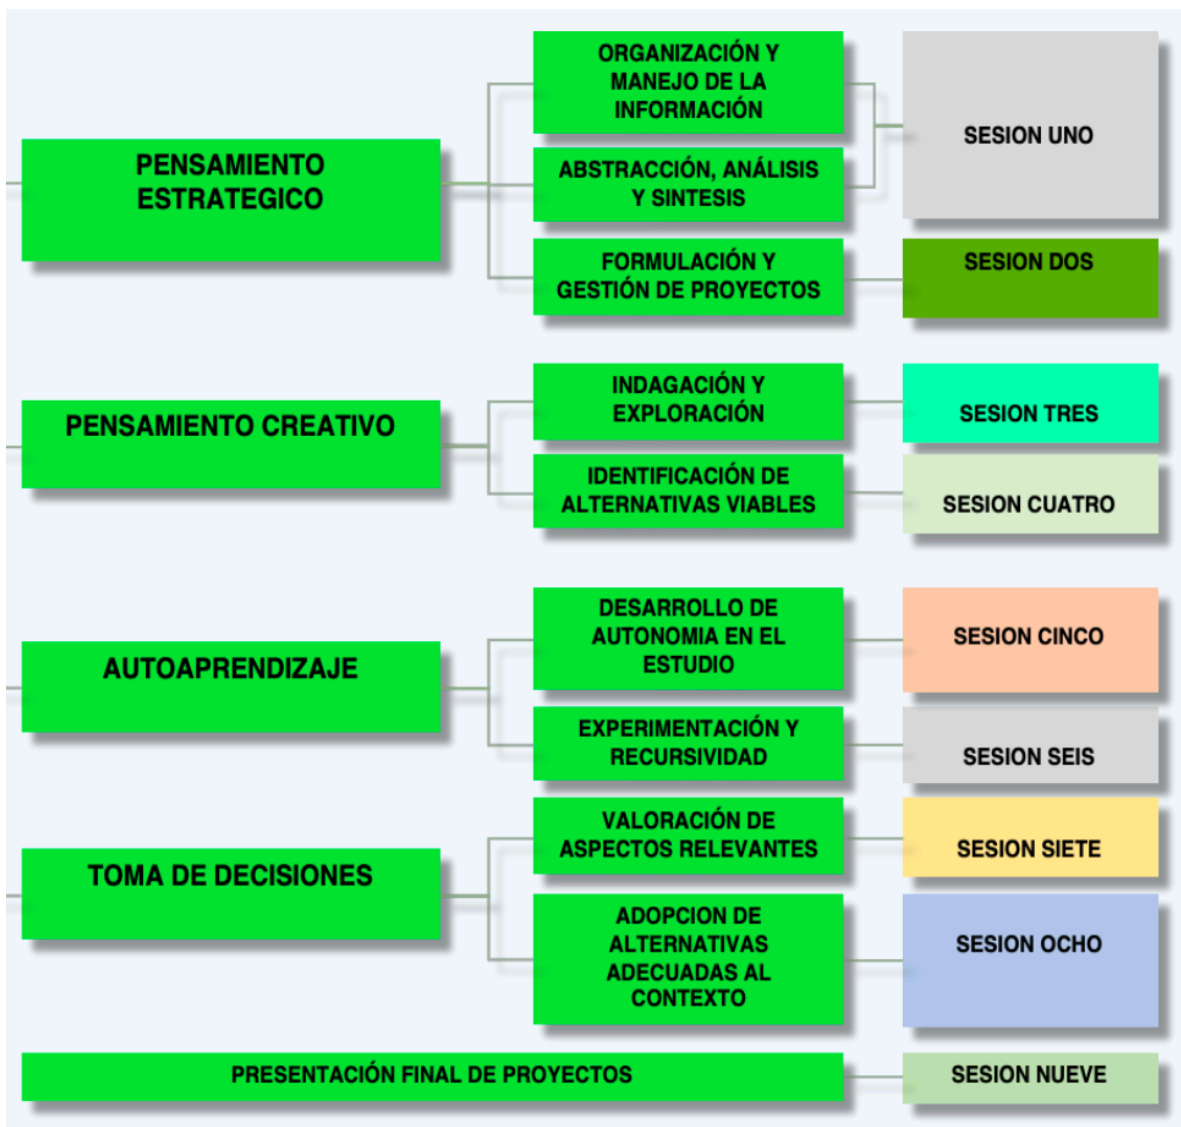 PENSAMIENTO
ESTRATEGICO
ORGANIZACIÓN Y
MANEJO DE LA
INFORMACIÓN
ABSTRACCIÓN, ANÁLISIS
Y SINTESIS
SESION UNO
FORMULACIÓN Y
GESTIÓN DE PROYECTOS
SESION DOS
PENSAMIENTO CREATIVO
INDAGACIÓN Y
EXPLORACIÓN
SESION TRES
IDENTIFICACIÓN DE
ALTERNATIVAS VIABLES
SESION CUATRO
AUTOAPRENDIZAJE
DESARROLLO DE
AUTONOMIA EN EL
ESTUDIO
SESION CINCO
EXPERIMENTACIÓN Y
RECURSIVIDAD
SESION SEIS
TOMA DE DECISIONES
VALORACIÓN DE
ASPECTOS RELEVANTES
SESION SIETE
ADOPCION DE
ALTERNATIVAS
ADECUADAS AL
CONTEXTO
SESION OCHO
PRESENTACIÓN FINAL DE PROYECTOS
SESION NUEVE